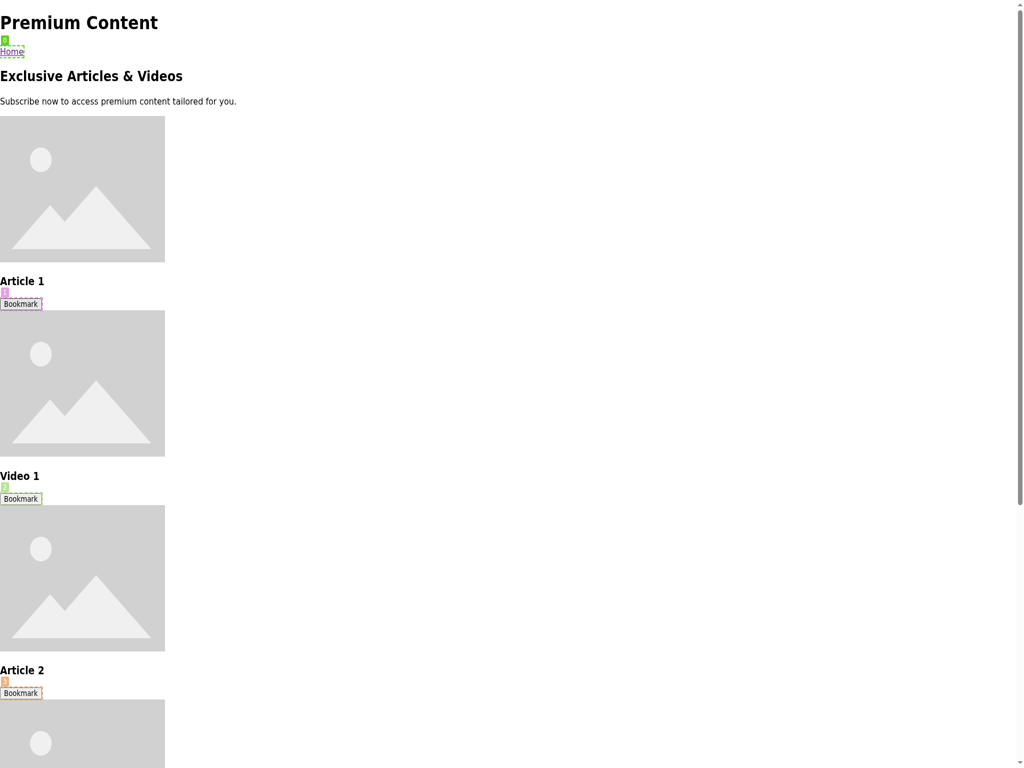 Premium Content
0
Home
Exclusive Articles & Videos
Subscribe now to access premium content tailored for you.
Article 1
1
Bookmark
Video 1
2
Bookmark
Article 2
3
Bookmark